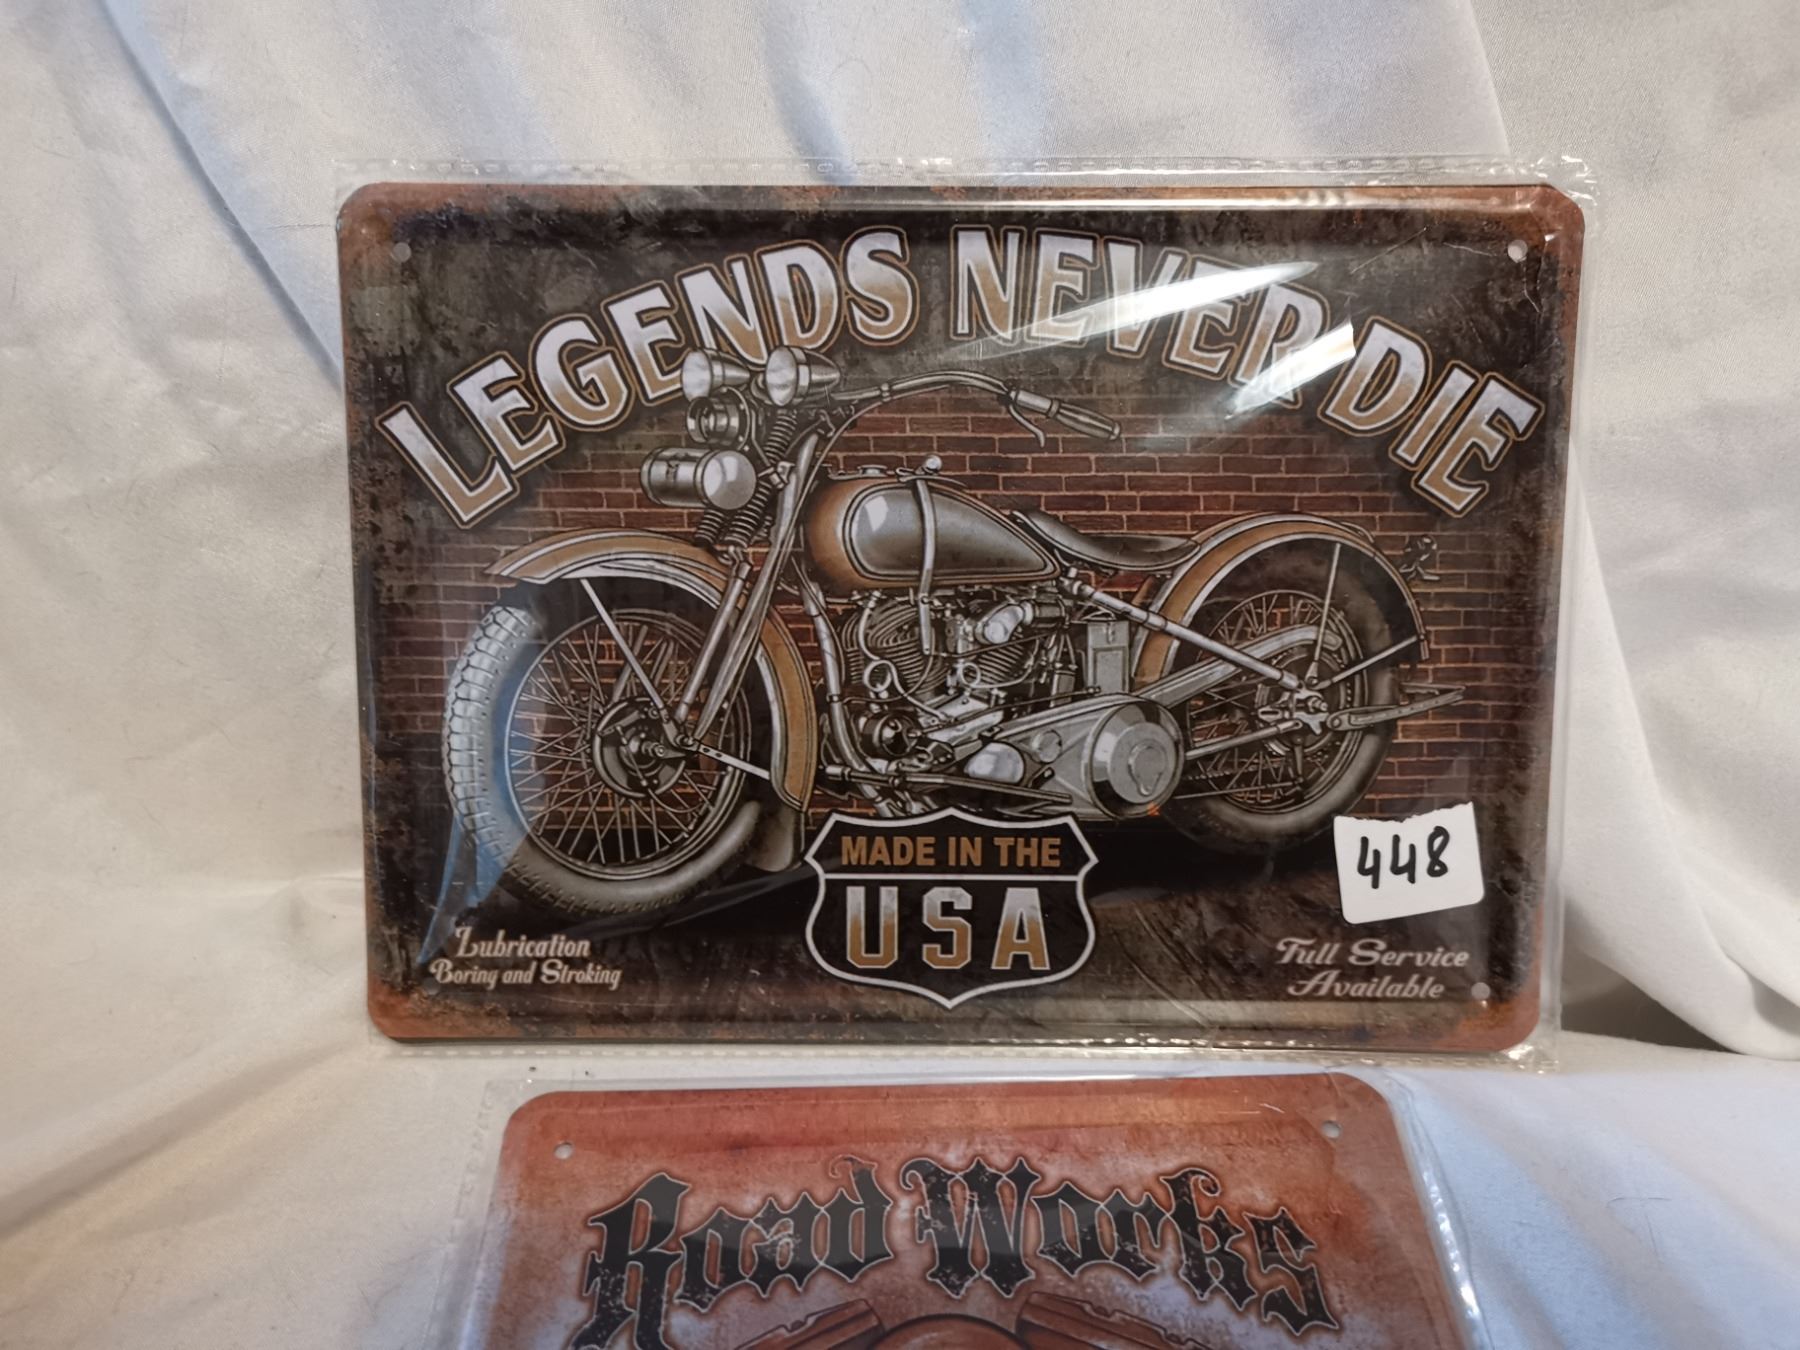 LEGENDS NEVER DIE
MADE IN THE
USA
448
Lubrication
Boring and Stroking
Full Service
Available
Road Works